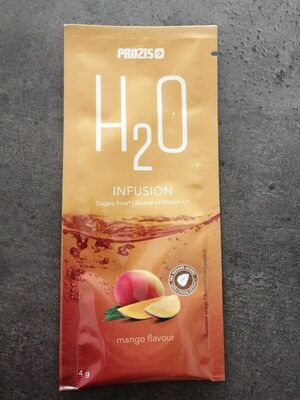 PROZIS
H2O
INFUSION
Sugars Free* | Source of Vitamin C*
mango flavour
4 g